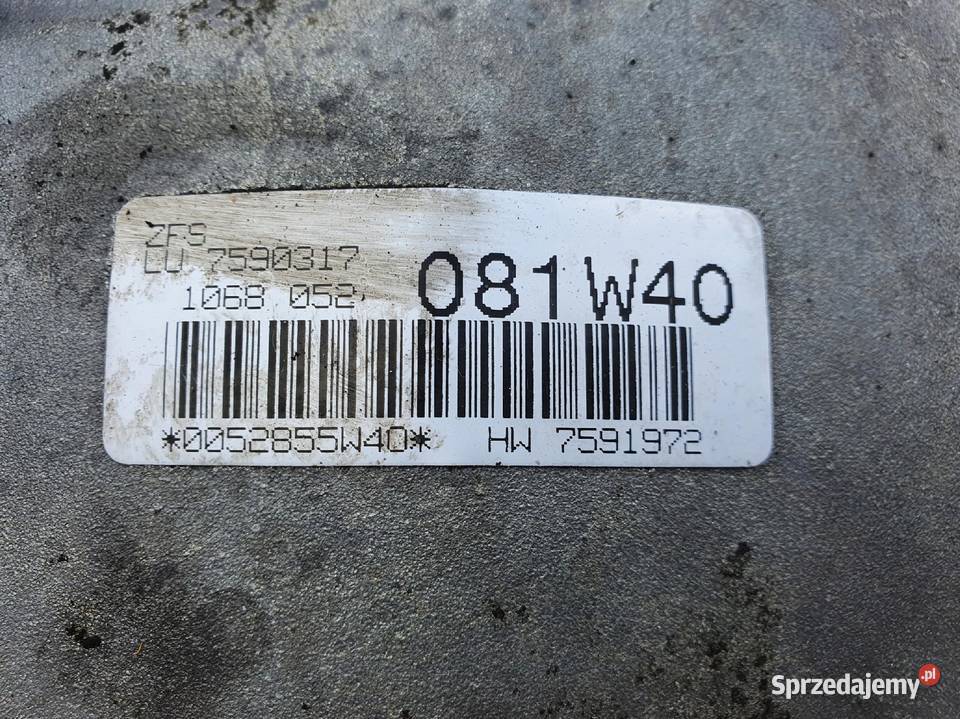 ZFS
LU 7590317
1068 052
081W40
*0052855W40* HW 7591972
Sprzedajemy.pl